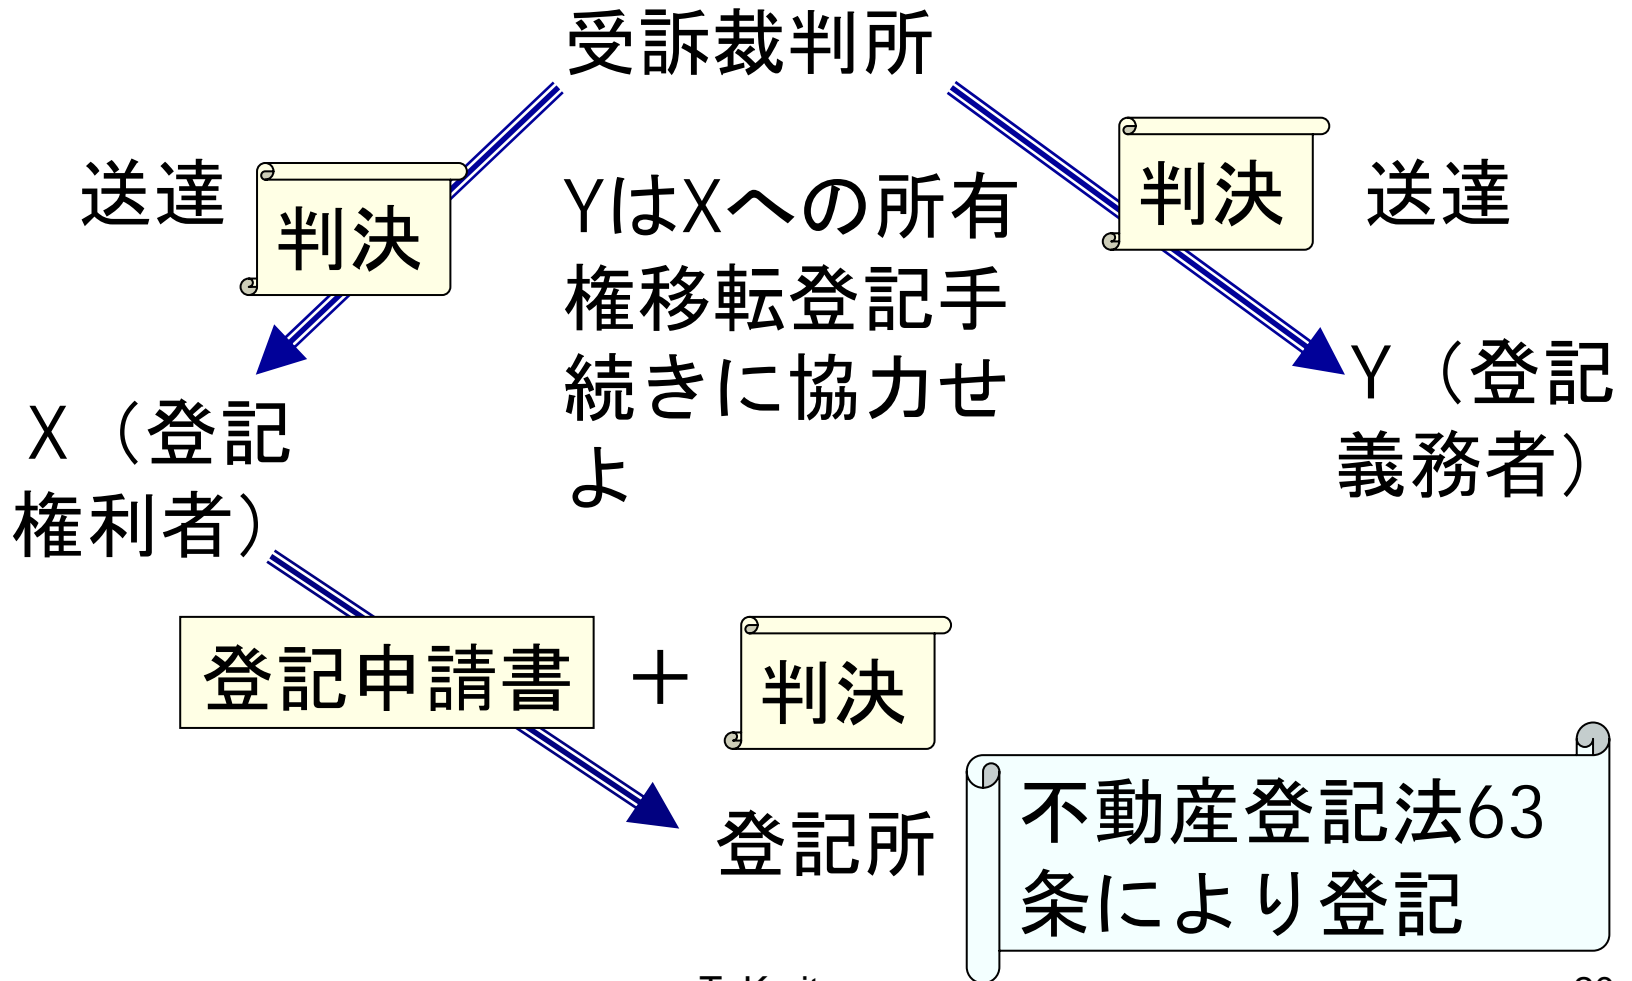 受訴裁判所
送達
判決
YはXへの所有
権移転登記手
続きに協力せ
よ
判決
送達
X（登記
権利者）
Y（登記
義務者）
登記申請書
＋
判決
登記所
不動産登記法63
条により登記